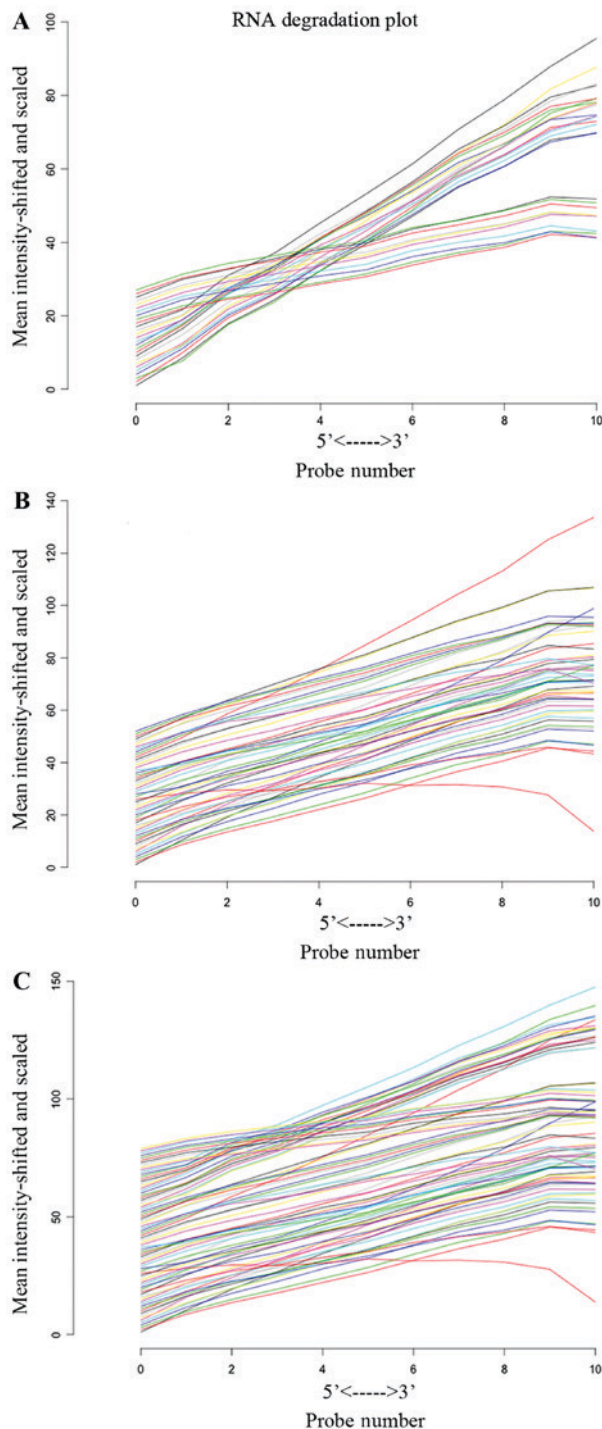 A
RNA degradation plot
Mean intensity-shifted and scaled
100
80
60
40
20
0
0 2 4 6 8 10
5'<----->3'
Probe number
B
Mean intensity-shifted and scaled
140
120
100
80
60
40
20
0
0 2 4 6 8 10
5'<----->3'
Probe number
C
Mean intensity-shifted and scaled
150
100
50
0
0 2 4 6 8 10
5'<----->3'
Probe number